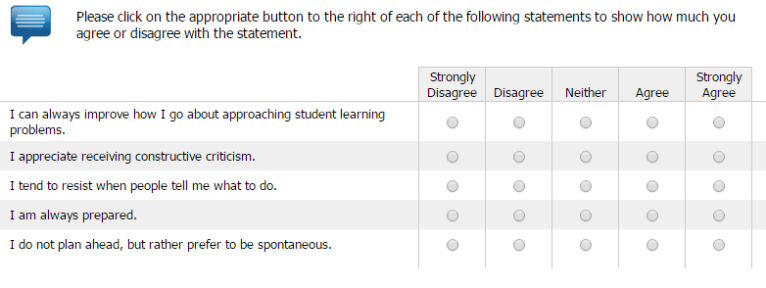 Please click on the appropriate button to the right of each of the following statements to show how much you
agree or disagree with the statement.
Strongly Disagree Disagree Neither Agree Strongly Agree
I can always improve how I go about approaching student learning
problems.
I appreciate receiving constructive criticism.
I tend to resist when people tell me what to do.
I am always prepared.
I do not plan ahead, but rather prefer to be spontaneous.